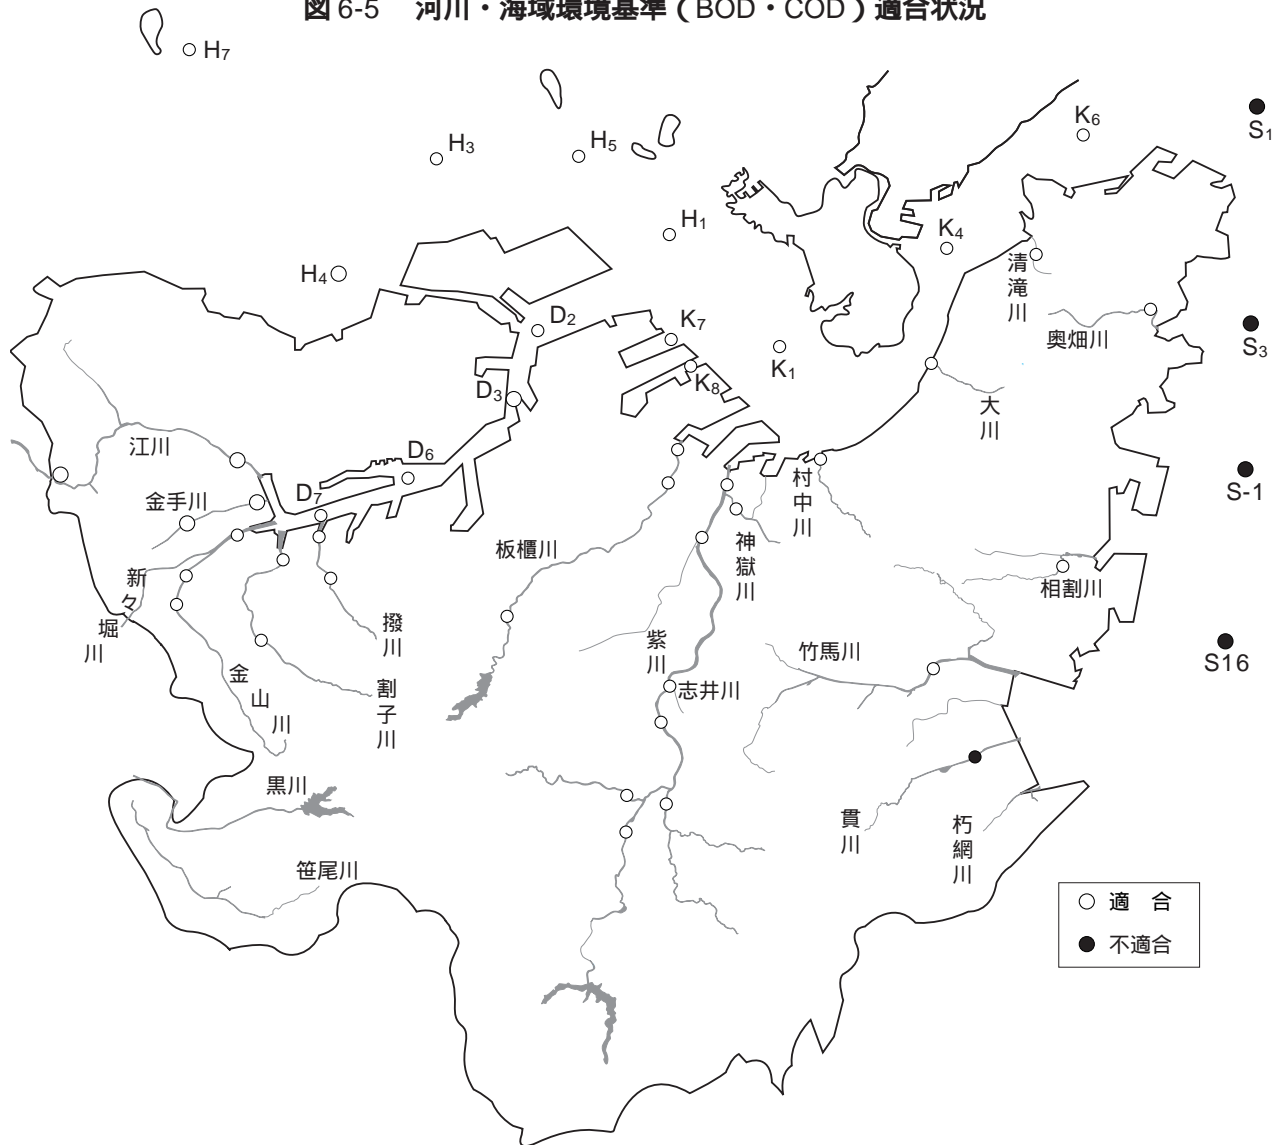 図 6-5 河川・海域環境基準（BOD・COD）適合状況
H7
S1
K6
H3
H5
H1
K4
H4
清滝川
D2
K7
奥畑川
S3
K1
D3
K8
大川
江川
D6
村中川
S-1
金手川
D7
板櫃川
神嶽川
新々堀川
相割川
撥川
紫川
竹馬川
S16
金山川
割子川
志井川
黒川
貫川
朽網川
笹尾川
適 合
不適合